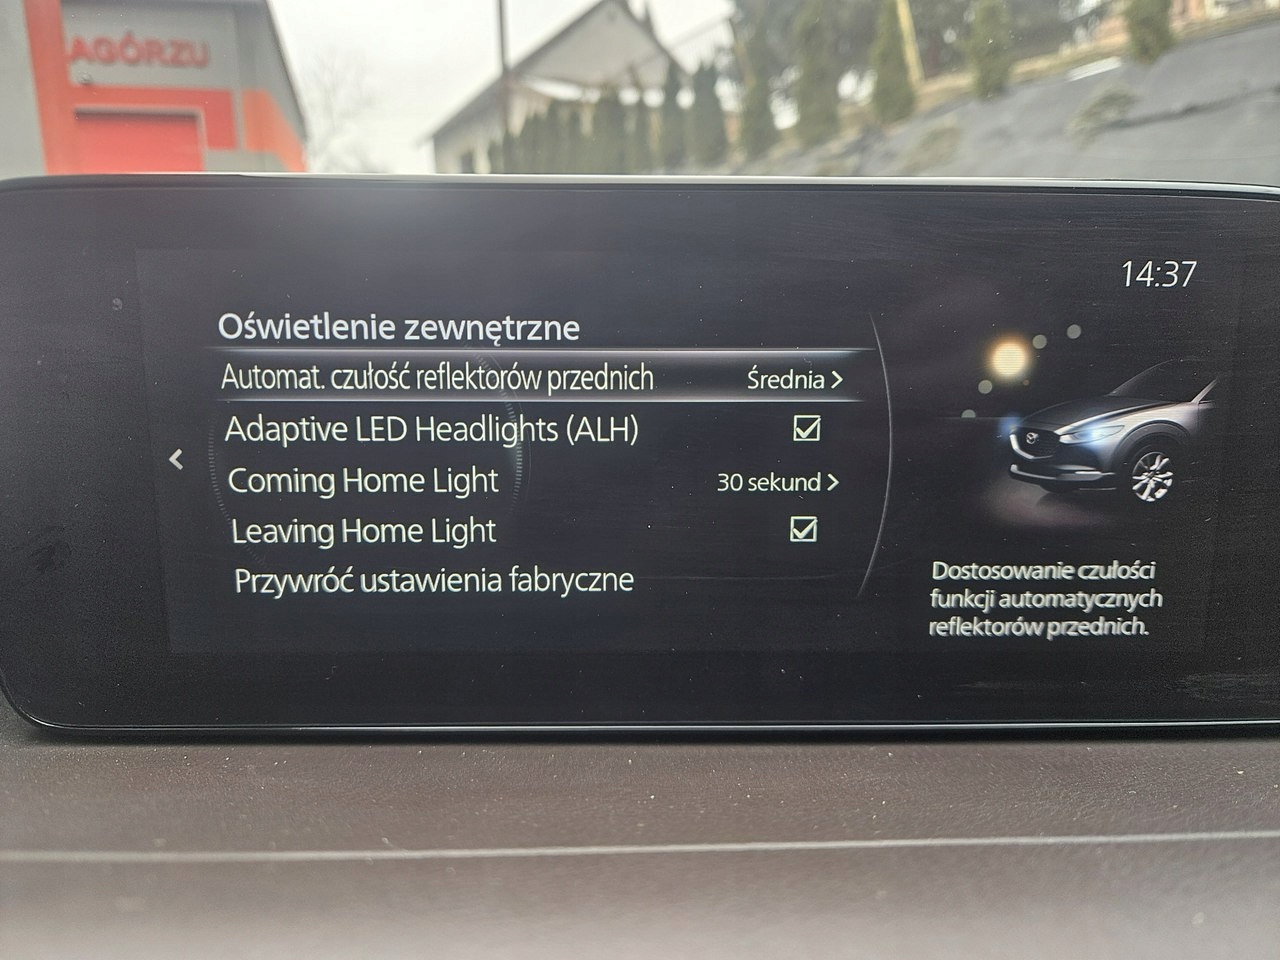 AGÓRZU
14:37
Oświetlenie zewnętrzne
Automat. czułość reflektorów przednich Średnia >
Adaptive LED Headlights (ALH)
Coming Home Light 30 sekund >
Leaving Home Light
Przywróć ustawienia fabryczne
Dostosowanie czułości
funkcji automatycznych
reflektorów przednich.